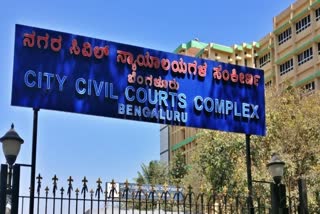 ನಗರ ಸಿವಿಲ್ ನ್ಯಾಯಾಲಯಗಳ ಸಂಕೀರ್ಣ
ಬೆಂಗಳೂರು
CITY CIVIL COURTS COMPLEX
BENGALURU